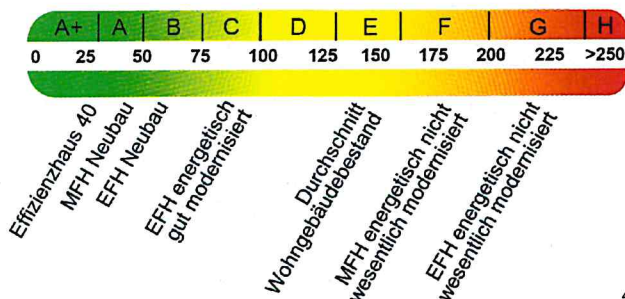 A+ A B C D E F G H
0 25 50 75 100 125 150 175 200 225 >250
Effizienzhaus 40
MFH Neubau
EFH Neubau
EFH energetisch
gut modernisiert
Durchschnitt
Wohngebäudebestand
MFH energetisch nicht
wesentlich modernisiert
EFH energetisch nicht
wesentlich modernisiert